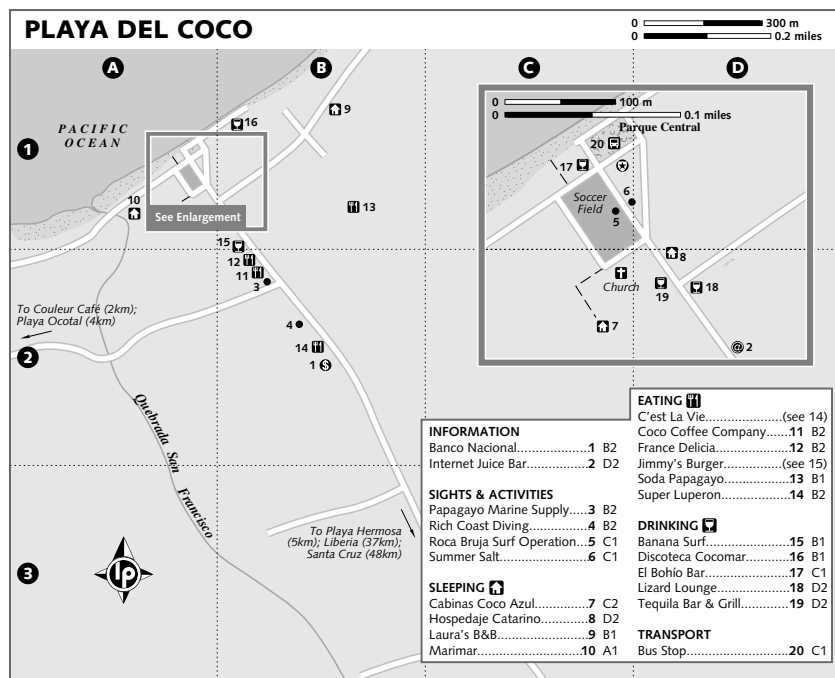 PLAYA DEL COCO
0 300 m
0 0.2 miles
A
B
C
D
1
2
3
PACIFIC
OCEAN
16
9
10
See Enlargement
13
15
12
11
3
4
14
1
To Couleur Café (2km);
Playa Ocotal (4km)
Quebrada San Francisco
To Playa Hermosa
(5km); Liberia (37km);
Santa Cruz (48km)
lp
0 100 m
0 0.1 miles
Parque Central
20
17
6
Soccer
Field
5
8
Church
19
18
7
@ 2
INFORMATION
Banco Nacional.....................1 B2
Internet Juice Bar..................2 D2
SIGHTS & ACTIVITIES
Papagayo Marine Supply.....3 B2
Rich Coast Diving..................4 B2
Roca Bruja Surf Operation...5 C1
Summer Salt..........................6 C1
SLEEPING
Cabinas Coco Azul.................7 C2
Hospedaje Catarino...............8 D2
Laura's B&B...........................9 B1
Marimar...............................10 A1
EATING
C'est La Vie.....................(see 14)
Coco Coffee Company......11 B2
France Delicia....................12 B2
Jimmy's Burger...............(see 15)
Soda Papagayo..................13 B1
Super Luperon...................14 B2
DRINKING
Banana Surf.......................15 B1
Discoteca Cocomar............16 B1
El Bohío Bar.......................17 C1
Lizard Lounge....................18 D2
Tequila Bar & Grill..............19 D2
TRANSPORT
Bus Stop............................20 C1